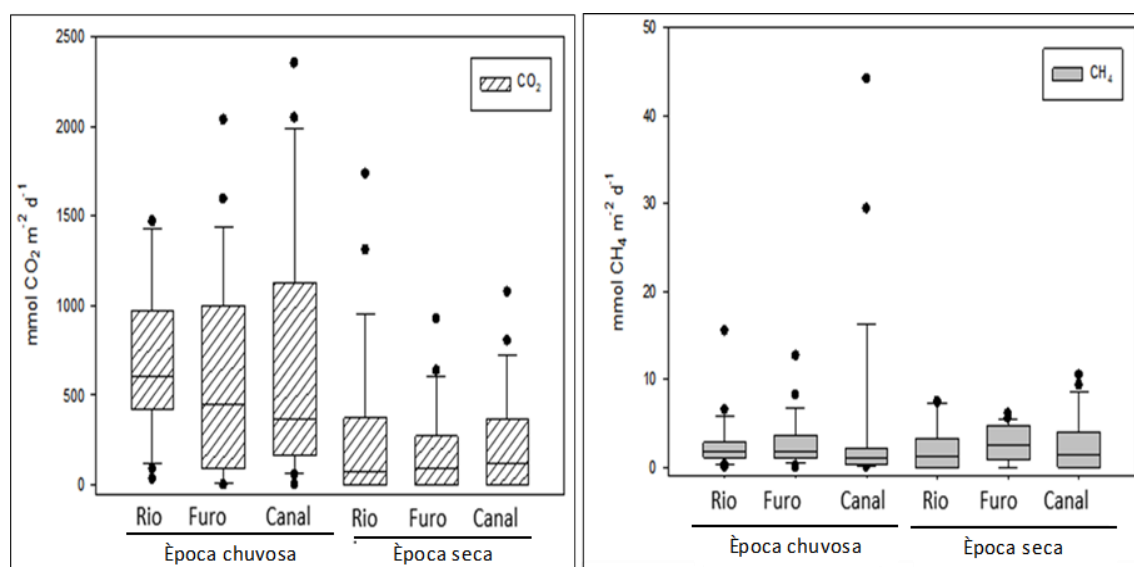 2500
2000
1500
1000
500
0
mmol CO₂ m⁻² d⁻¹
CO₂
Rio Furo Canal Rio Furo Canal
Època chuvosa Època seca
50
40
30
20
10
0
mmol CH₄ m⁻² d⁻¹
CH₄
Rio Furo Canal Rio Furo Canal
Època chuvosa Època seca